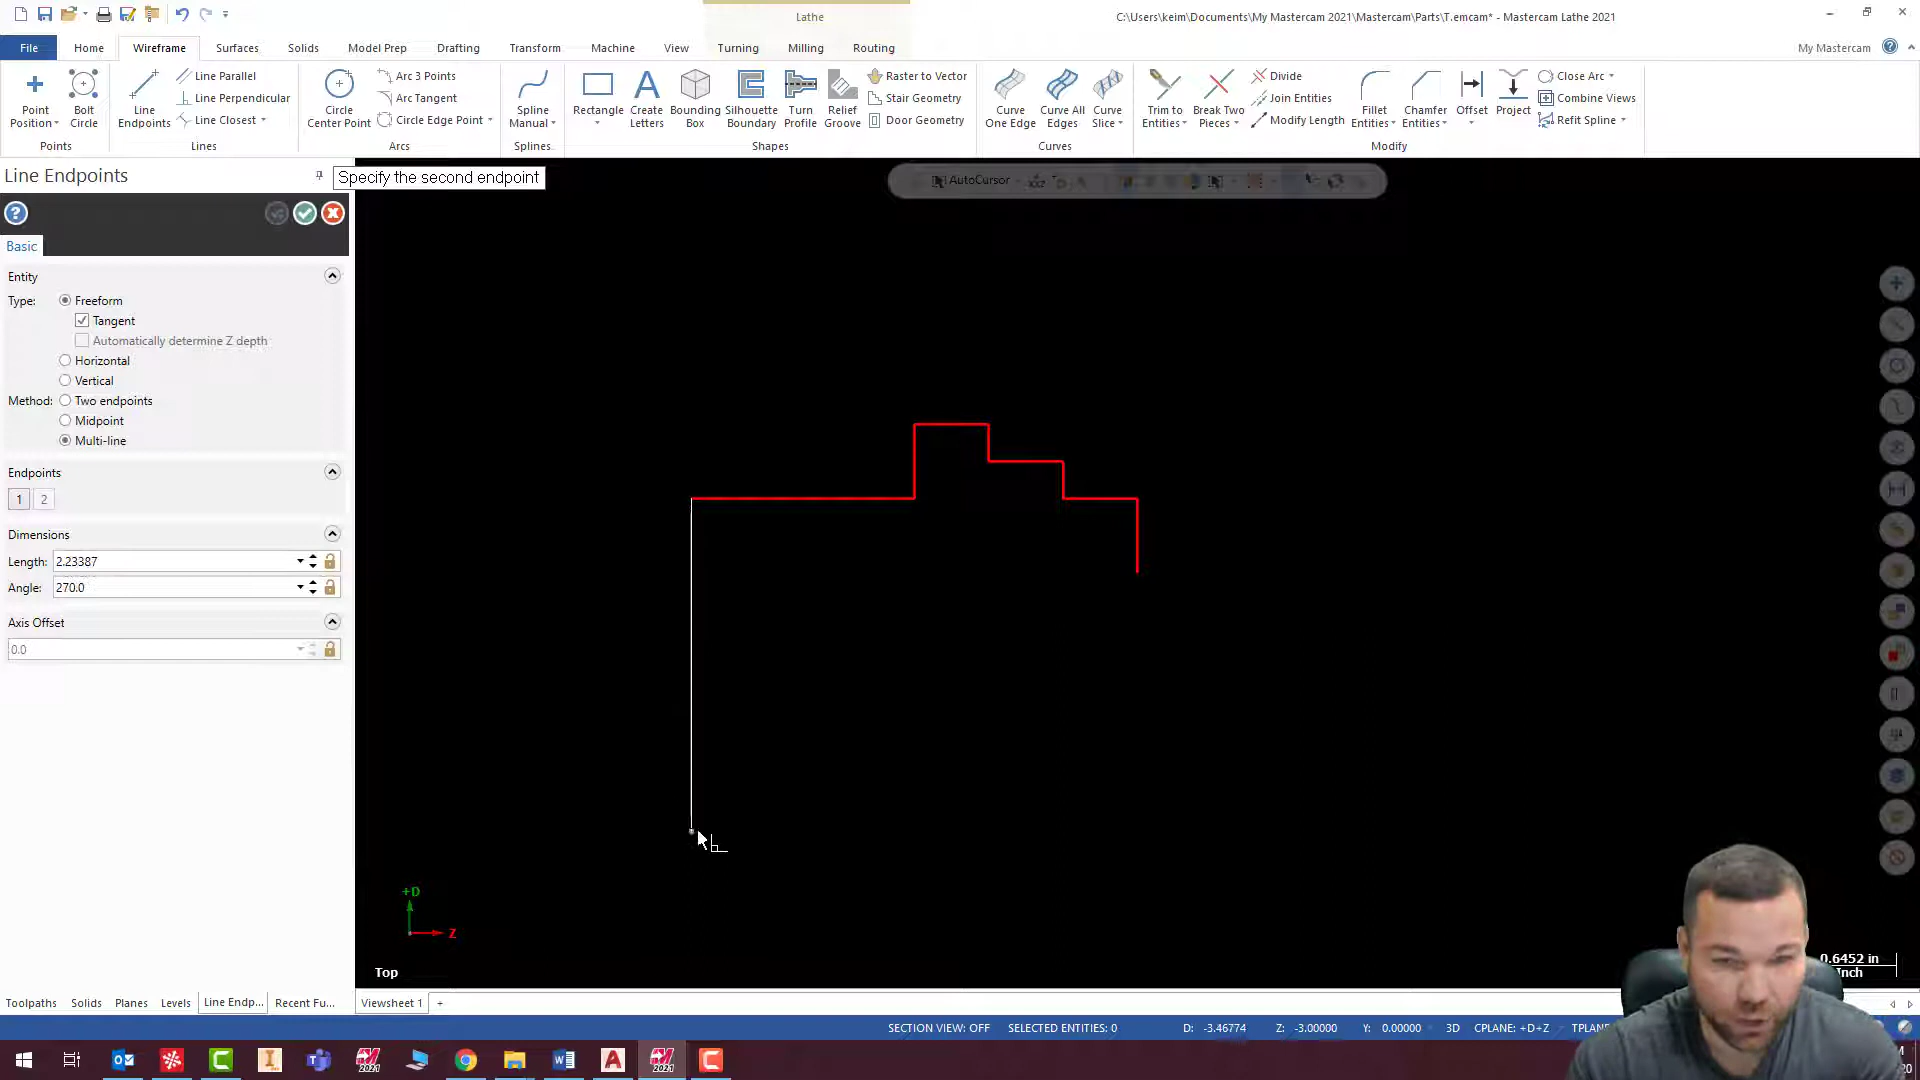 Lathe
C:\Users\keim\Documents\My Mastercam 2021\Mastercam\Parts\T.emcam* - Mastercam Lathe 2021
File Home Wireframe Surfaces Solids Model Prep Drafting Transform Machine View Turning Milling Routing My Mastercam
Point Position
Bolt Circle
Points
Line Endpoints
Line Parallel
Line Perpendicular
Line Closest
Lines
Circle Center Point
Arc 3 Points
Arc Tangent
Circle Edge Point
Arcs
Spline Manual
Splines
Rectangle
Create Letters
Bounding Box
Silhouette Boundary
Turn Profile
Relief Groove
Raster to Vector
Stair Geometry
Door Geometry
Shapes
Curve One Edge
Curve All Edges
Curve Slice
Curves
Trim to Entities
Break Two Pieces
Divide
Join Entities
Modify Length
Fillet Entities
Chamfer Entities
Offset
Project
Close Arc
Combine Views
Refit Spline
Modify
Line Endpoints
Specify the second endpoint
AutoCursor
Basic
Entity
Type: Freeform
Tangent
Automatically determine Z depth
Horizontal
Vertical
Method: Two endpoints
Midpoint
Multi-line
Endpoints
1 2
Dimensions
Length: 2.23387
Angle: 270.0
Axis Offset
0.0
+D
Z
Top
0.6452 in
Inch
Toolpaths Solids Planes Levels Line Endp... Recent Fu...
Viewsheet 1 +
SECTION VIEW: OFF SELECTED ENTITIES: 0 D: -3.46774 Z: -3.00000 Y: 0.00000 3D CPLANE: +D+Z